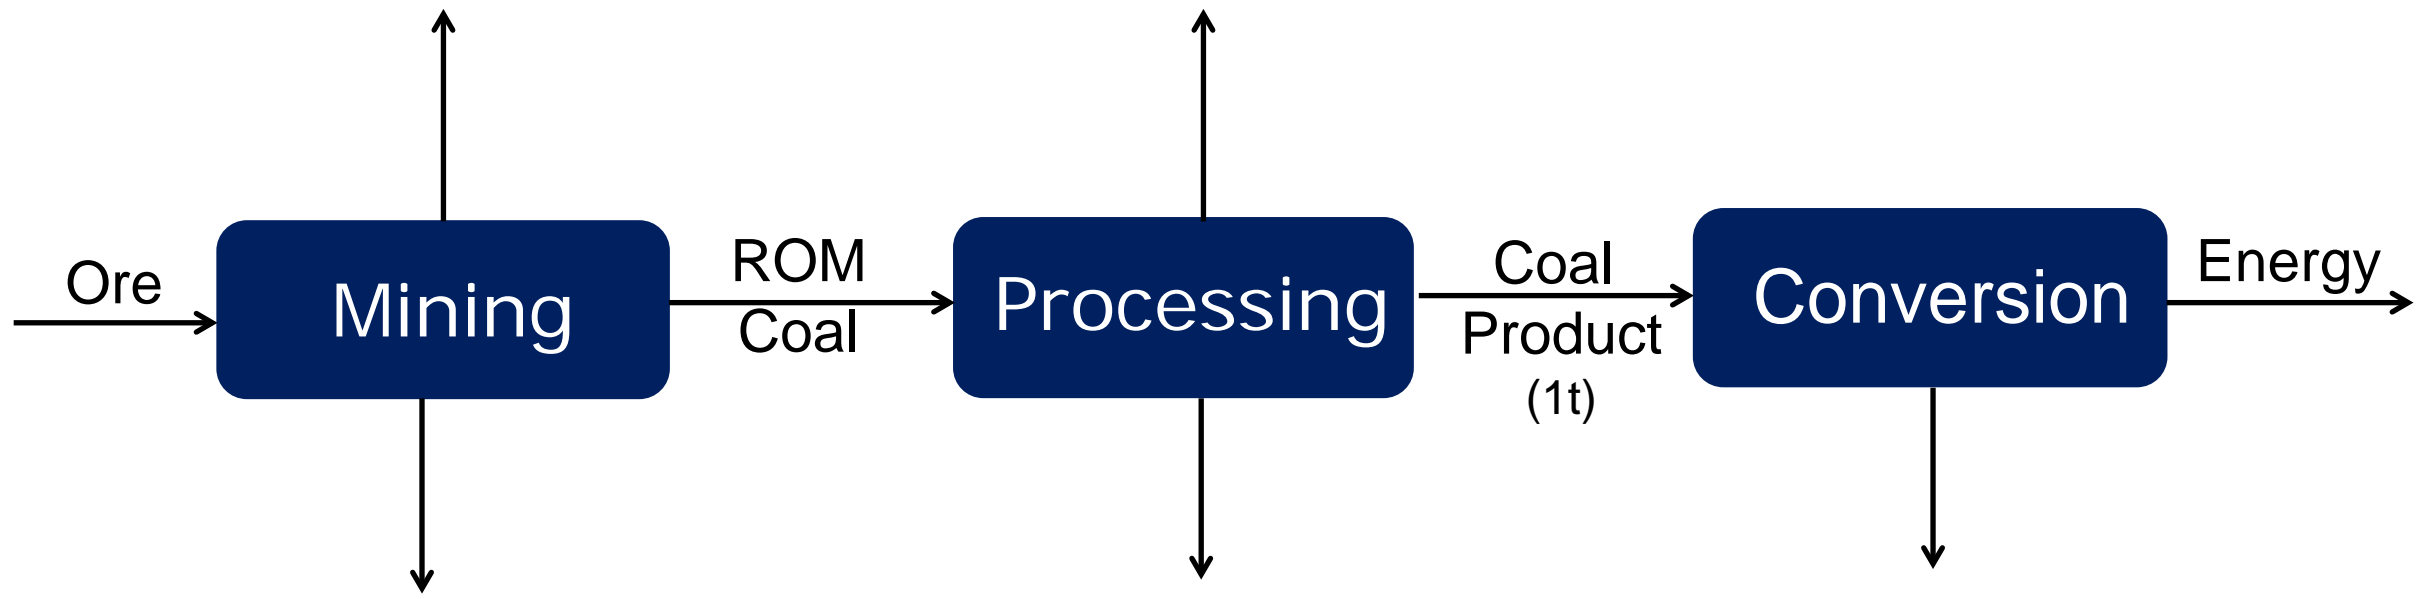 Ore
Mining
ROM
Coal
Processing
Coal
Product
(1t)
Conversion
Energy